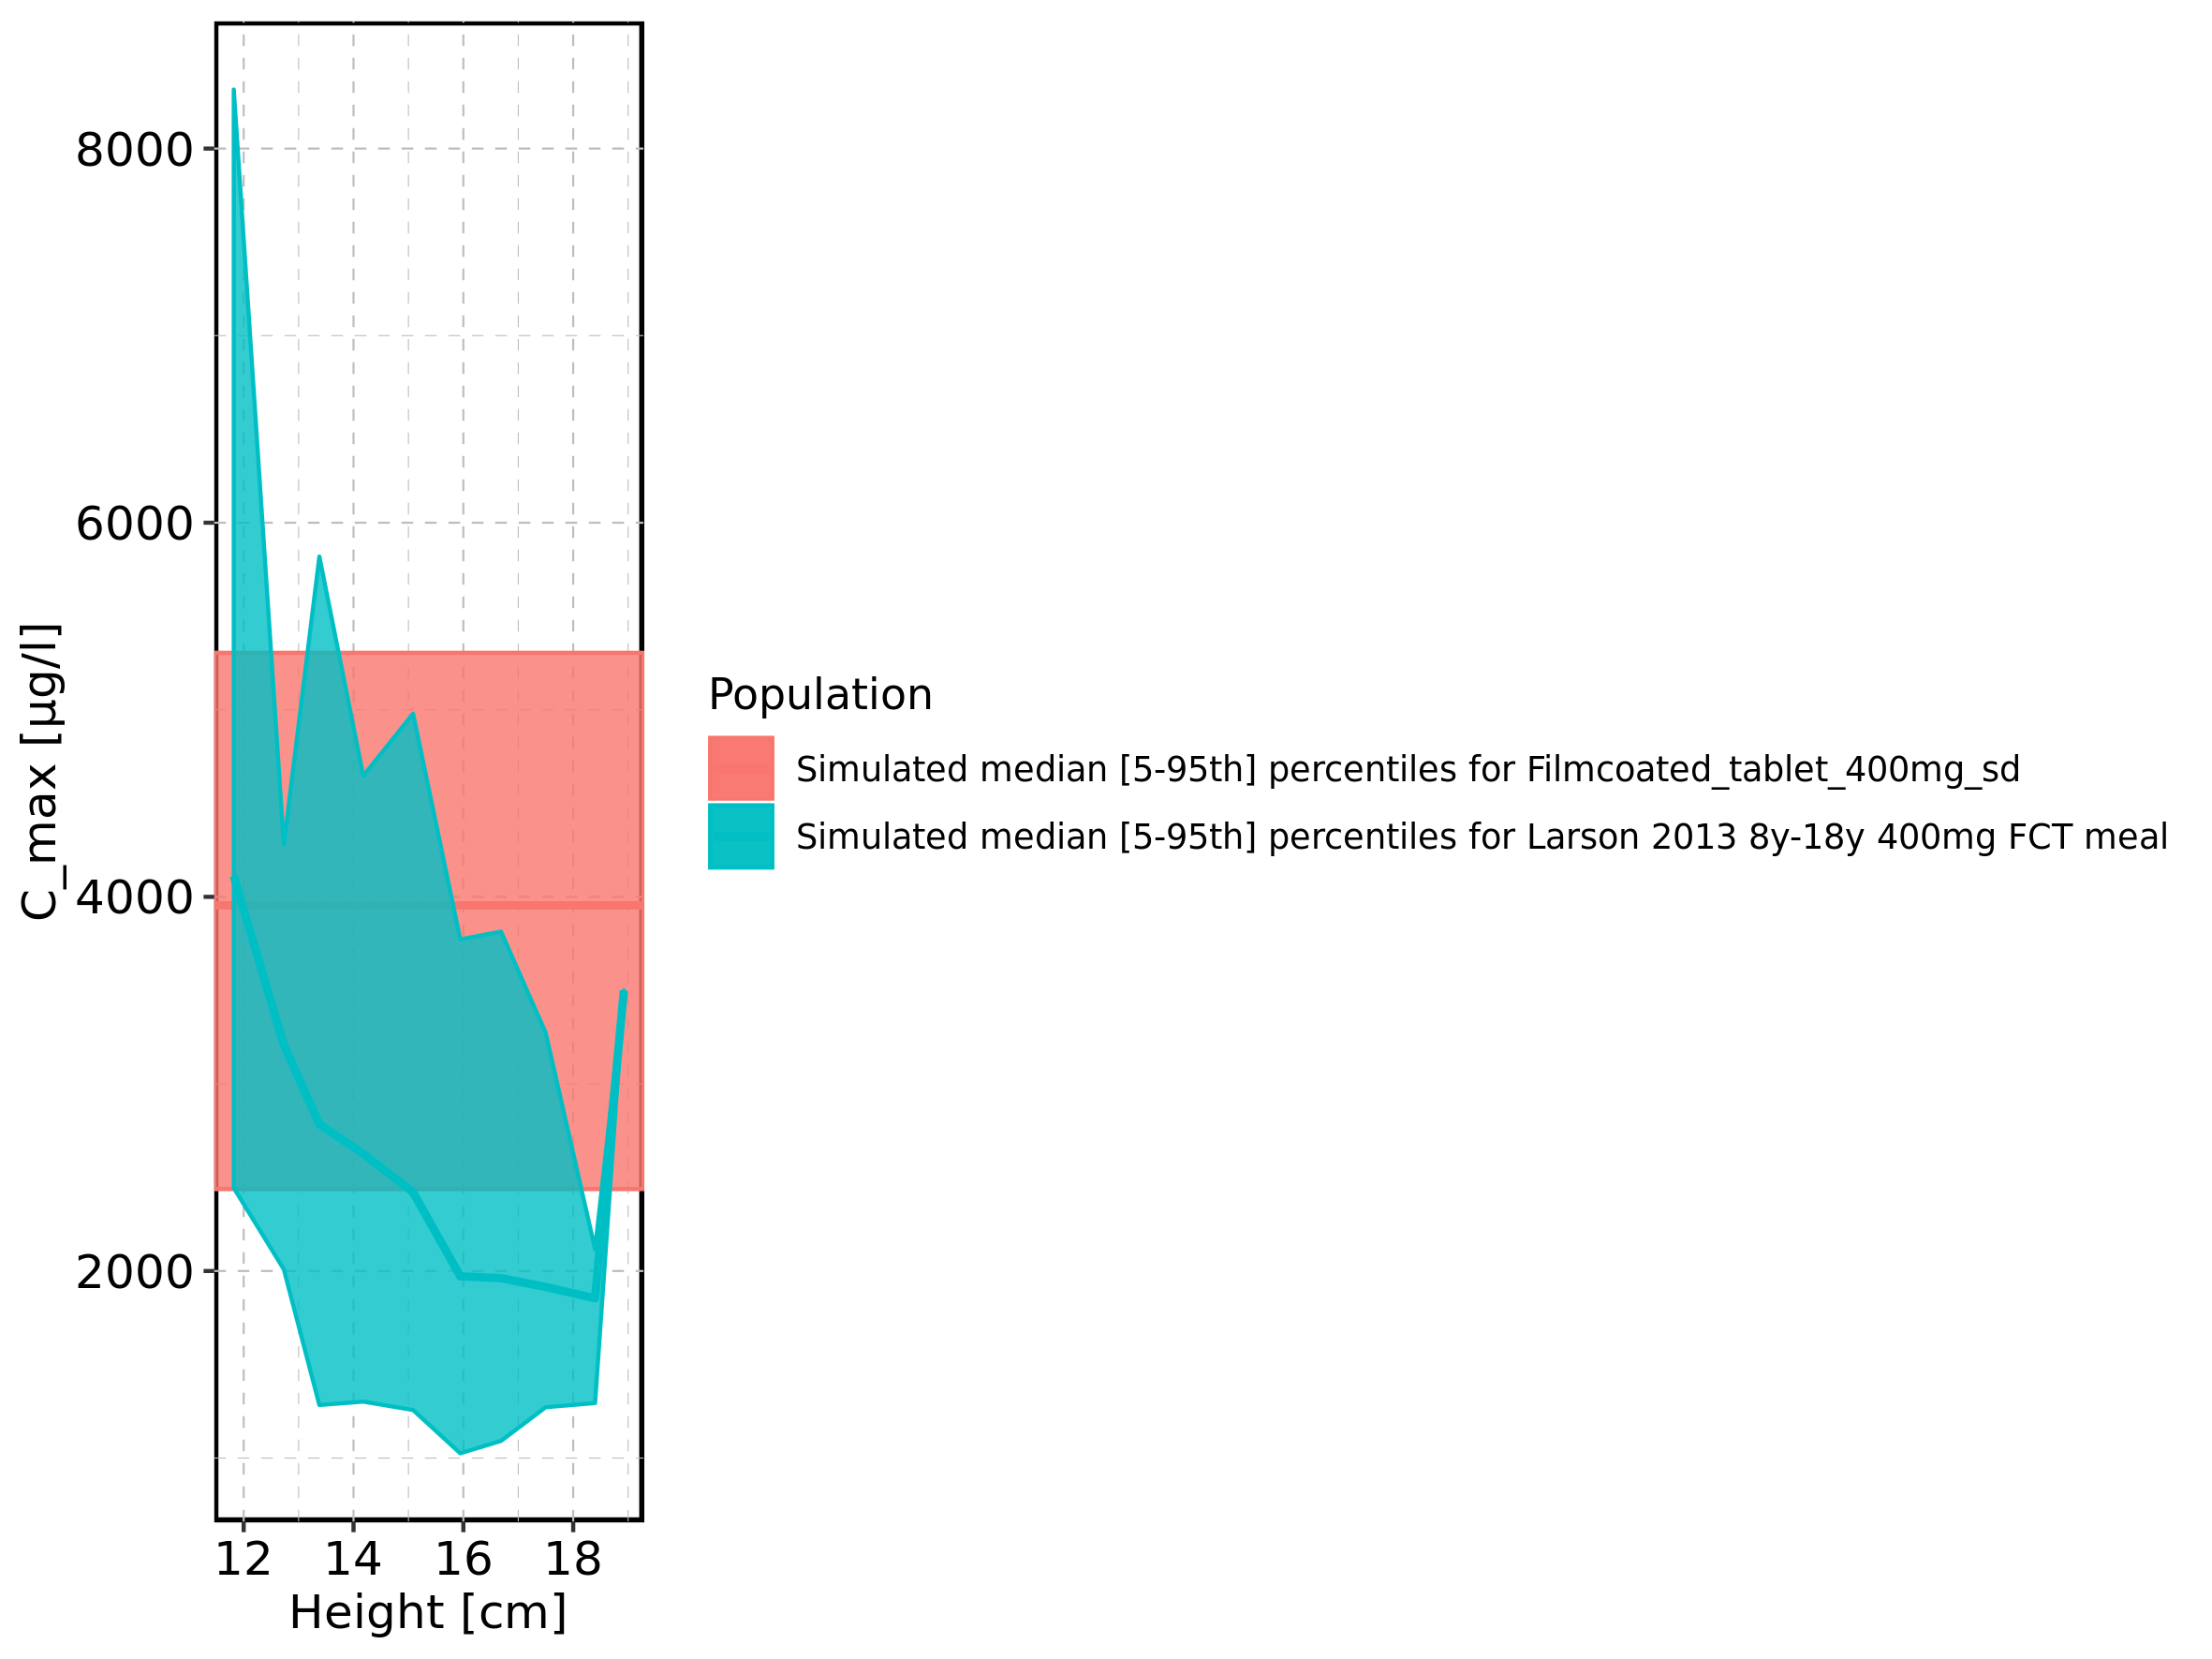 8000
6000
4000
2000
C_max [µg/l]
12 14 16 18
Height [cm]
Population
Simulated median [5-95th] percentiles for Filmcoated_tablet_400mg_sd
Simulated median [5-95th] percentiles for Larson 2013 8y-18y 400mg FCT meal